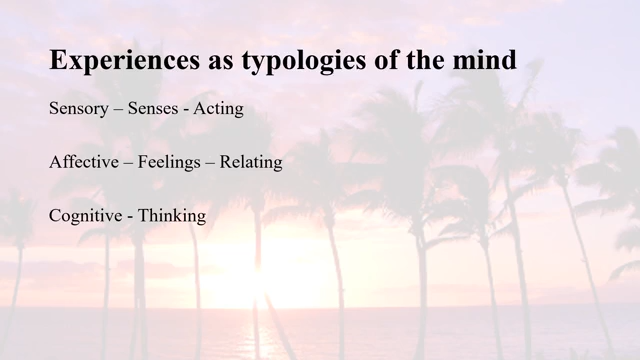 Experiences as typologies of the mind
Sensory – Senses - Acting
Affective – Feelings – Relating
Cognitive - Thinking